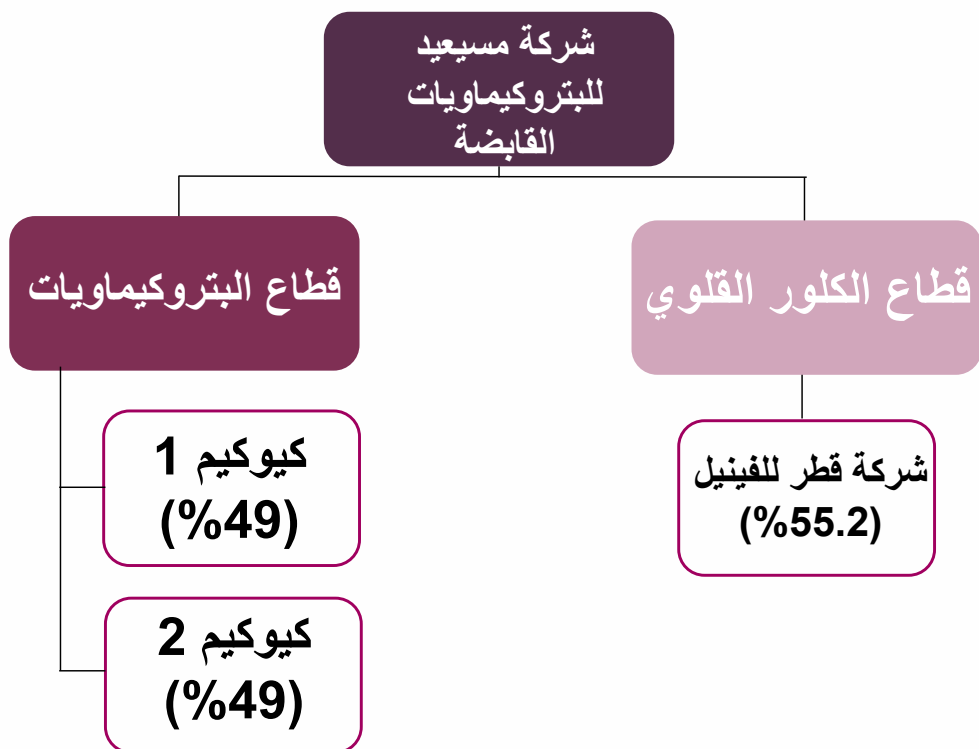 شركة مسيعيد
للبتروكيماويات
القابضة
قطاع الكلور القلوي
شركة قطر للفينيل
(%55.2)
قطاع البتروكيماويات
كيوكيم 1
(%49)
كيوكيم 2
(%49)